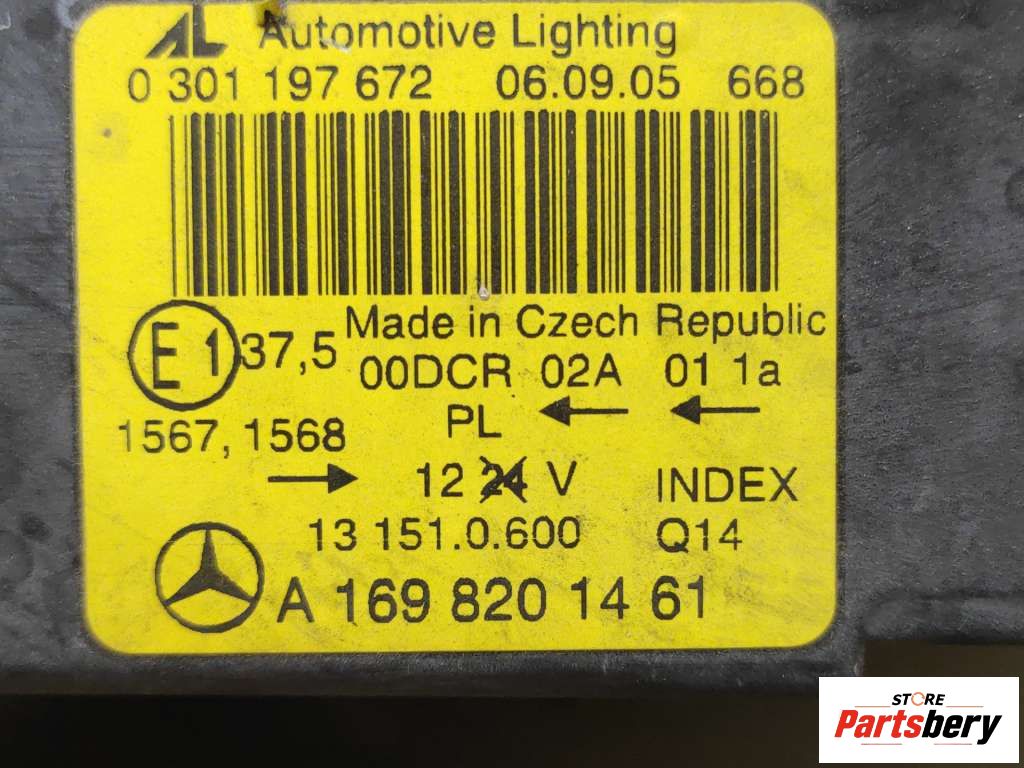 AL Automotive Lighting
0 301 197 672 06.09.05 668
Made in Czech Republic
E1 37,5 00DCR 02A 01 1a
1567, 1568 PL ← ←
→ 12 24 V INDEX
13 151.0.600 Q14
A 169 820 14 61
STORE
Partsbery